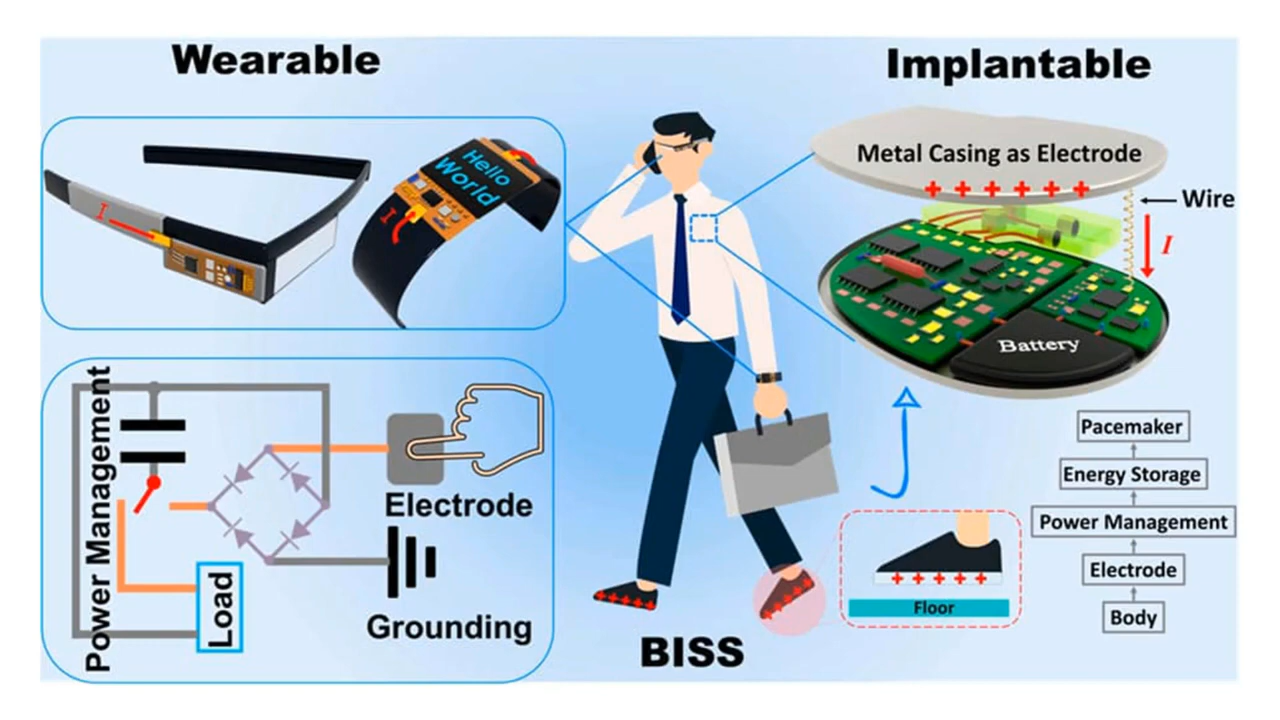 Wearable
Implantable
Hello
World
I
I
Metal Casing as Electrode
Wire
I
Battery
Power Management
Load
Electrode
Grounding
BISS
Floor
Pacemaker
Energy Storage
Power Management
Electrode
Body